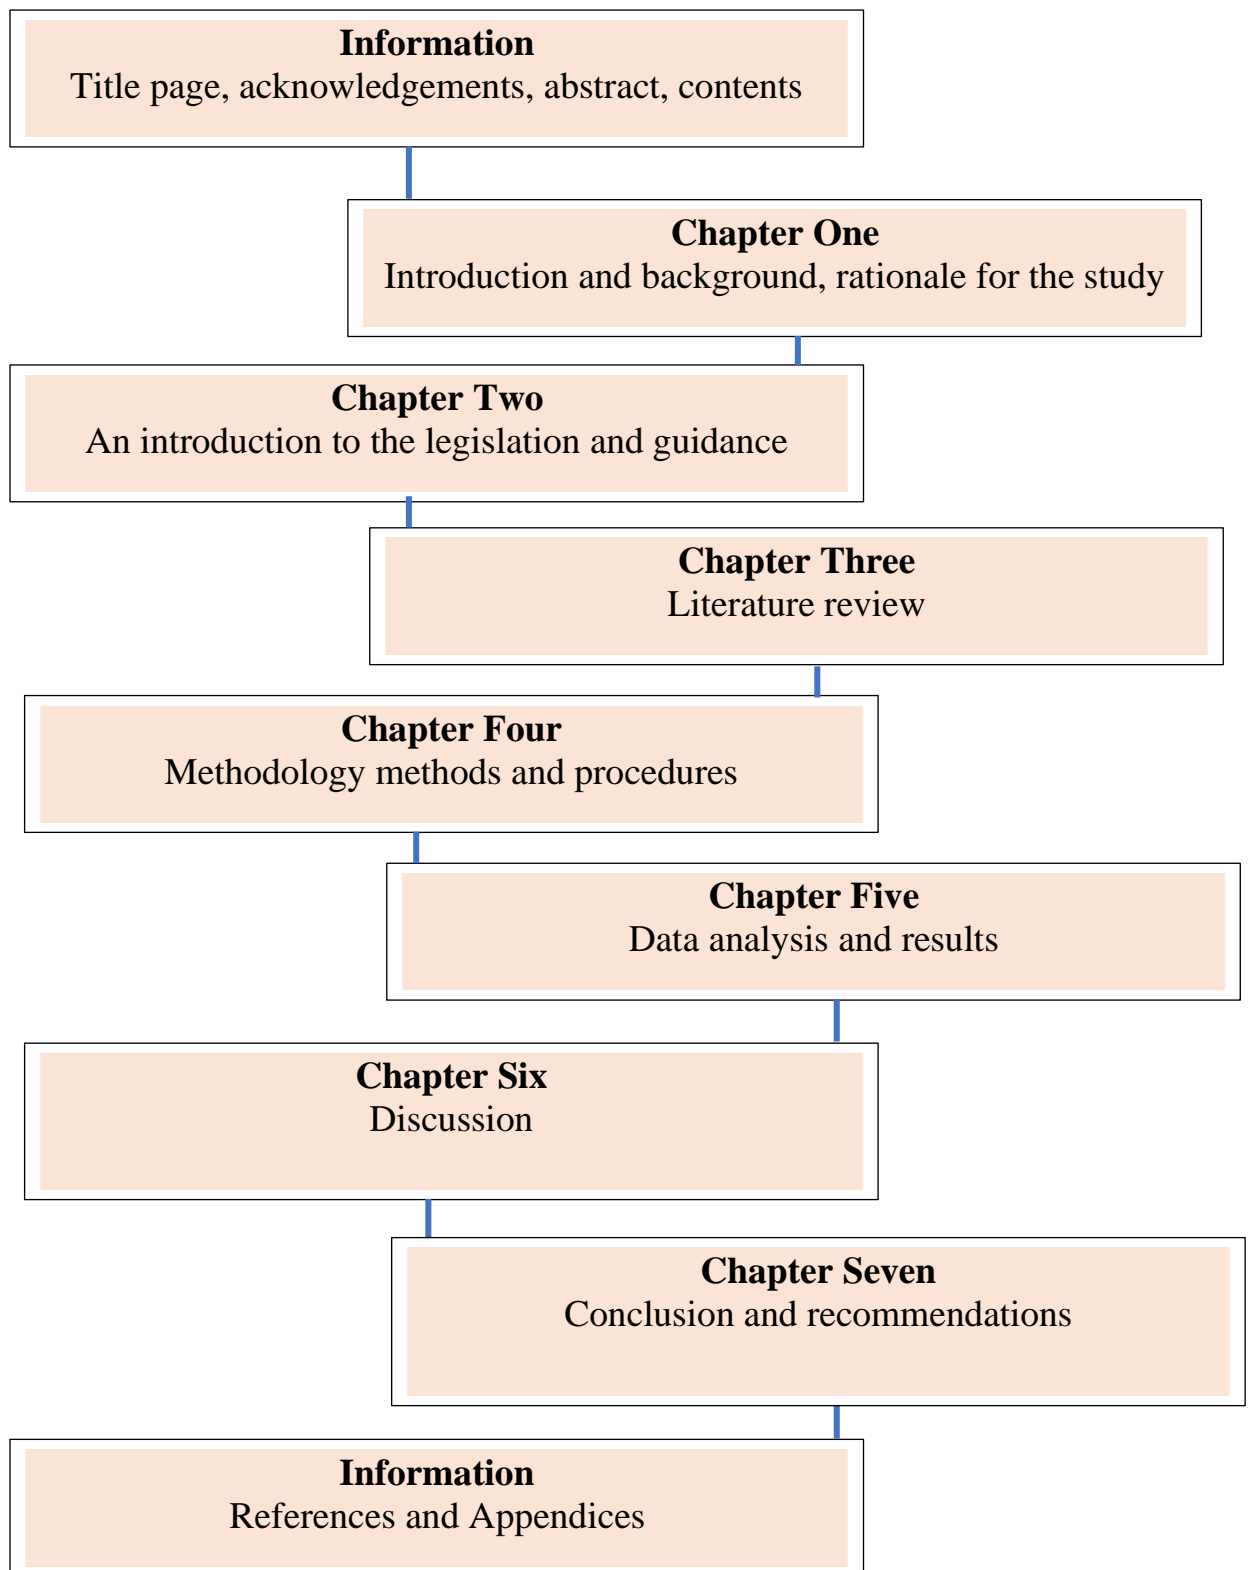 Information
Title page, acknowledgements, abstract, contents
Chapter One
Introduction and background, rationale for the study
Chapter Two
An introduction to the legislation and guidance
Chapter Three
Literature review
Chapter Four
Methodology methods and procedures
Chapter Five
Data analysis and results
Chapter Six
Discussion
Chapter Seven
Conclusion and recommendations
Information
References and Appendices